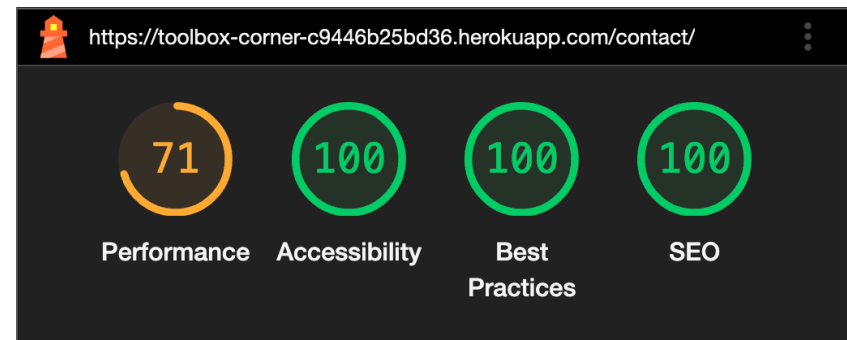 https://toolbox-corner-c9446b25bd36.herokuapp.com/contact/
71 100 100 100
Performance Accessibility Best Practices SEO